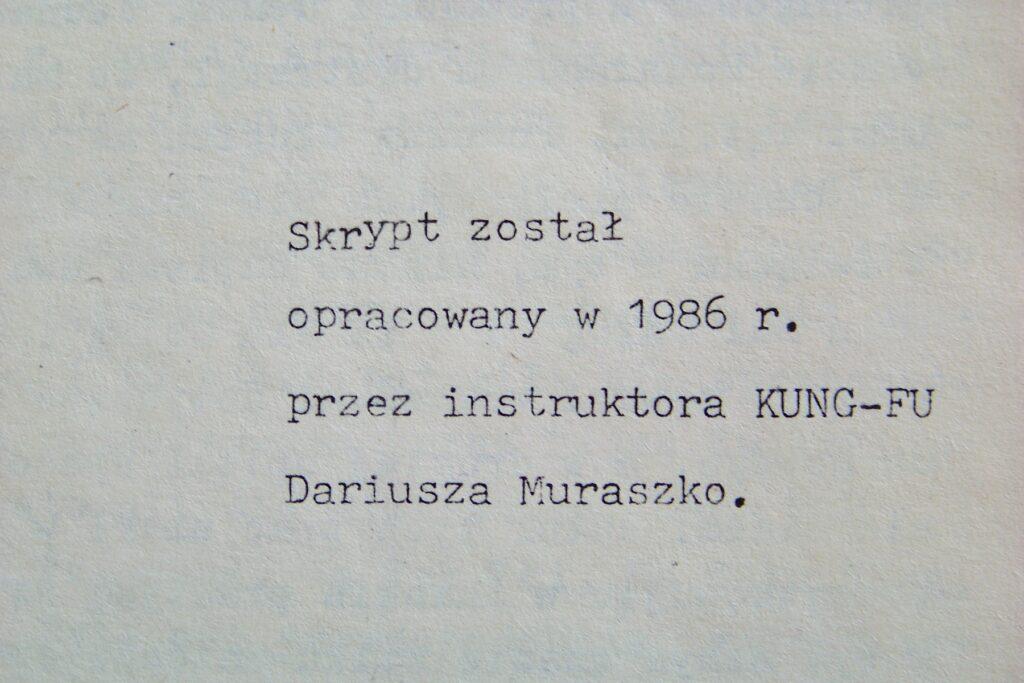 Skrypt został
opracowany w 1986 r.
przez instruktora KUNG-FU
Dariusza Muraszko.